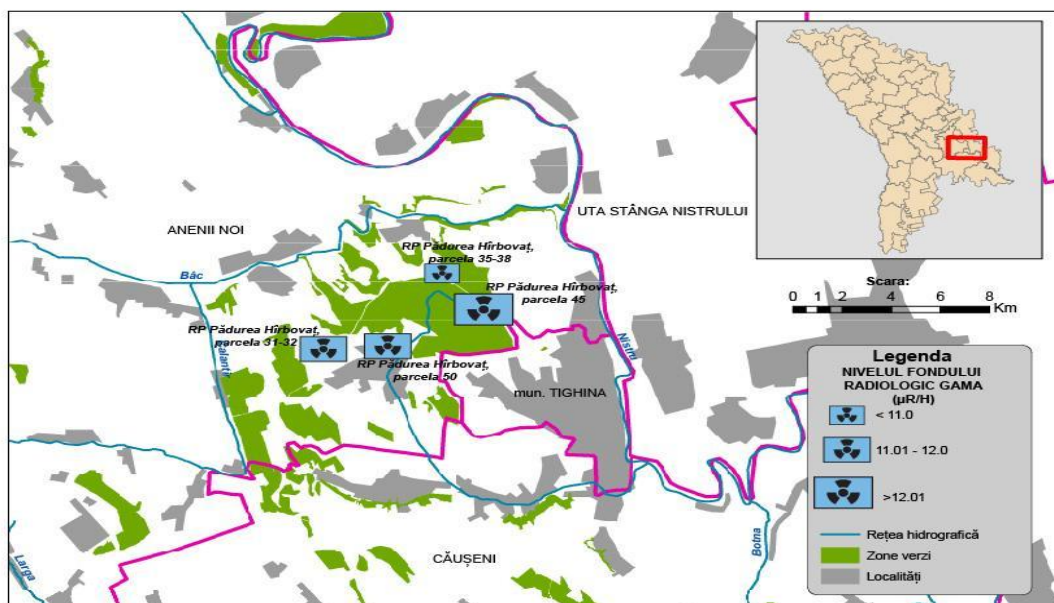 ANENII NOI
UTA STÂNGA NISTRULUI
Bâc
RP Pădurea Hîrbovaț,
parcela 35-38
RP Pădurea Hîrbovaț,
parcela 45
RP Pădurea Hîrbovaț,
parcela 31-32
RP Pădurea Hîrbovaț,
parcela 50
mun. TIGHINA
CĂUȘENI
Larga
Botna
Scara:
0 1 2 4 6 8
Km
Legenda
NIVELUL FONDULUI
RADIOLOGIC GAMA
(µR/H)
< 11.0
11.01 - 12.0
>12.01
Rețea hidrografică
Zone verzi
Localități